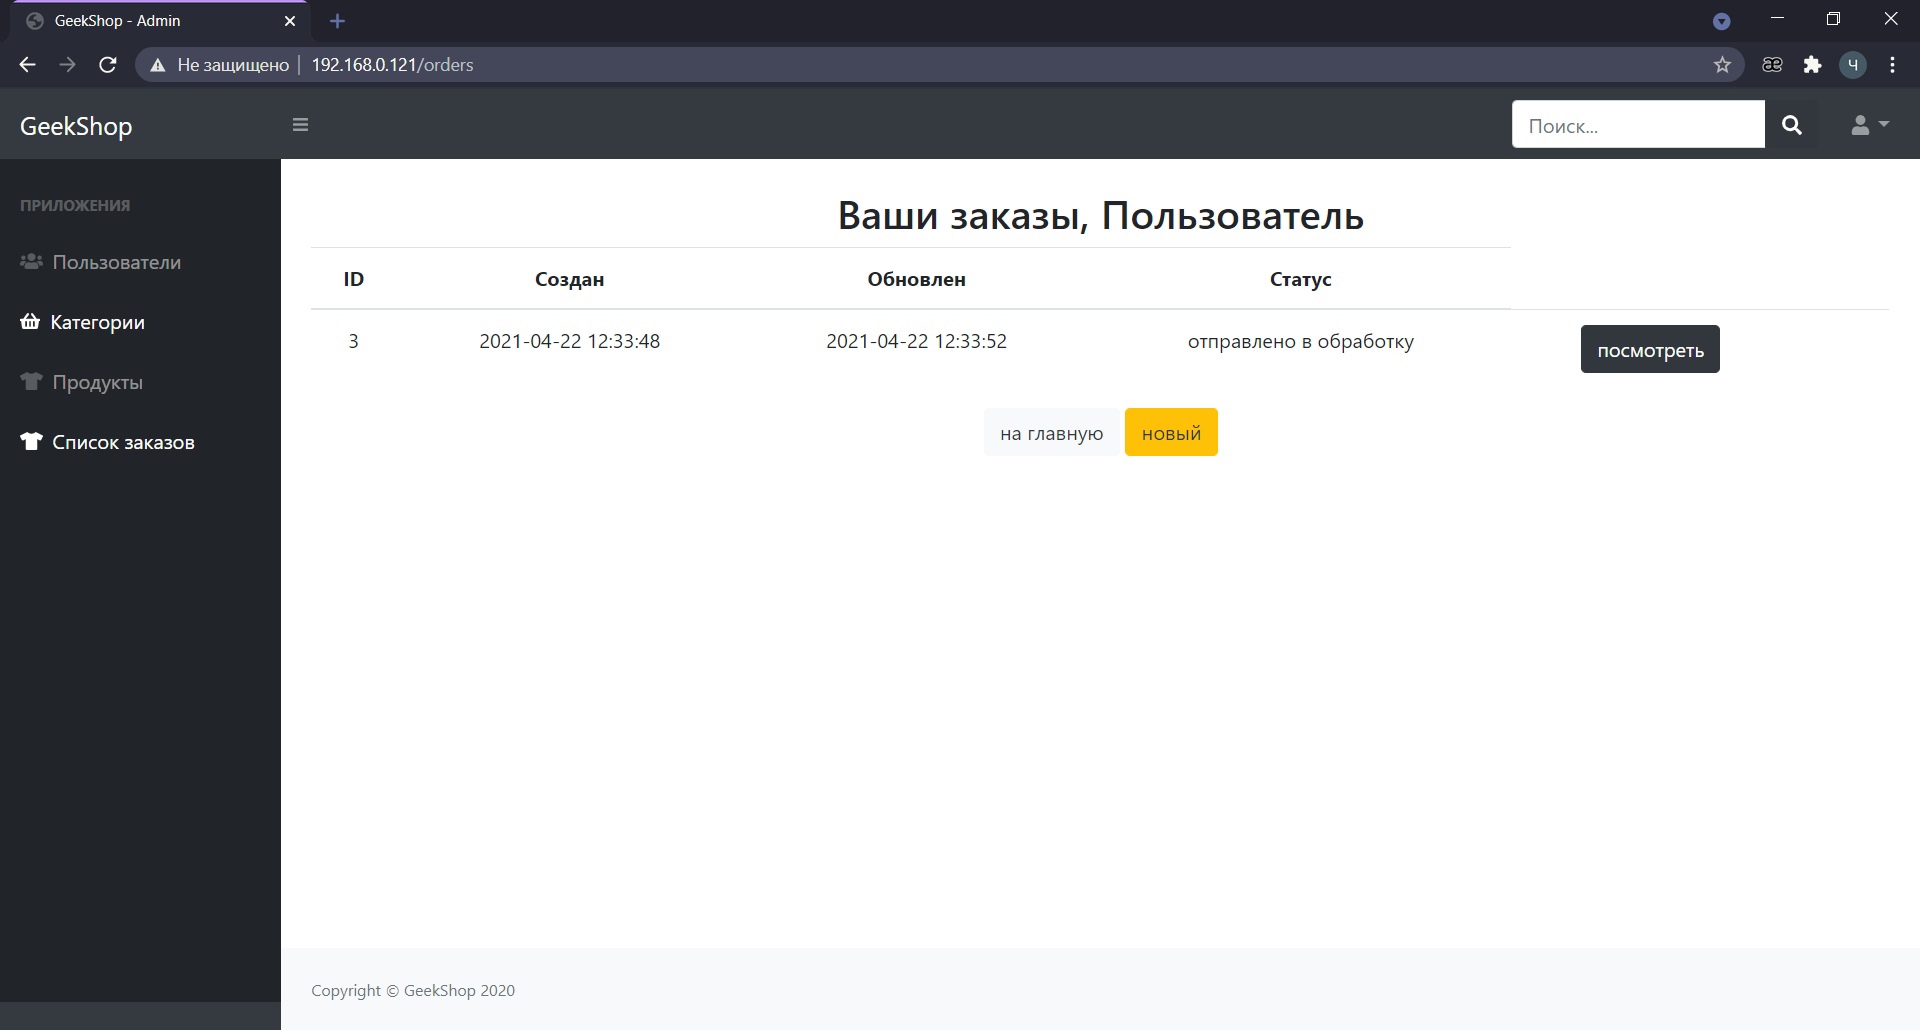 GeekShop - Admin
Не защищено 192.168.0.121/orders
ч
GeekShop
Поиск...
ПРИЛОЖЕНИЯ
Пользователи
Категории
Продукты
Список заказов
Ваши заказы, Пользователь
ID Создан Обновлен Статус
3 2021-04-22 12:33:48 2021-04-22 12:33:52 отправлено в обработку посмотреть
на главную новый
Copyright © GeekShop 2020